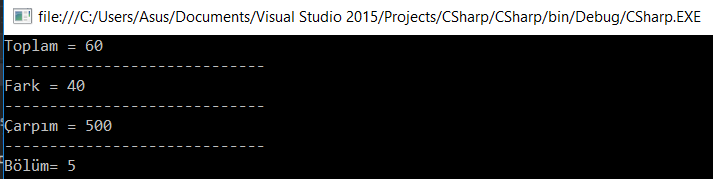 file:///C:/Users/Asus/Documents/Visual Studio 2015/Projects/CSharp/CSharp/bin/Debug/CSharp.EXE
Toplam = 60
------------------------------
Fark = 40
------------------------------
Çarpım = 500
------------------------------
Bölüm= 5